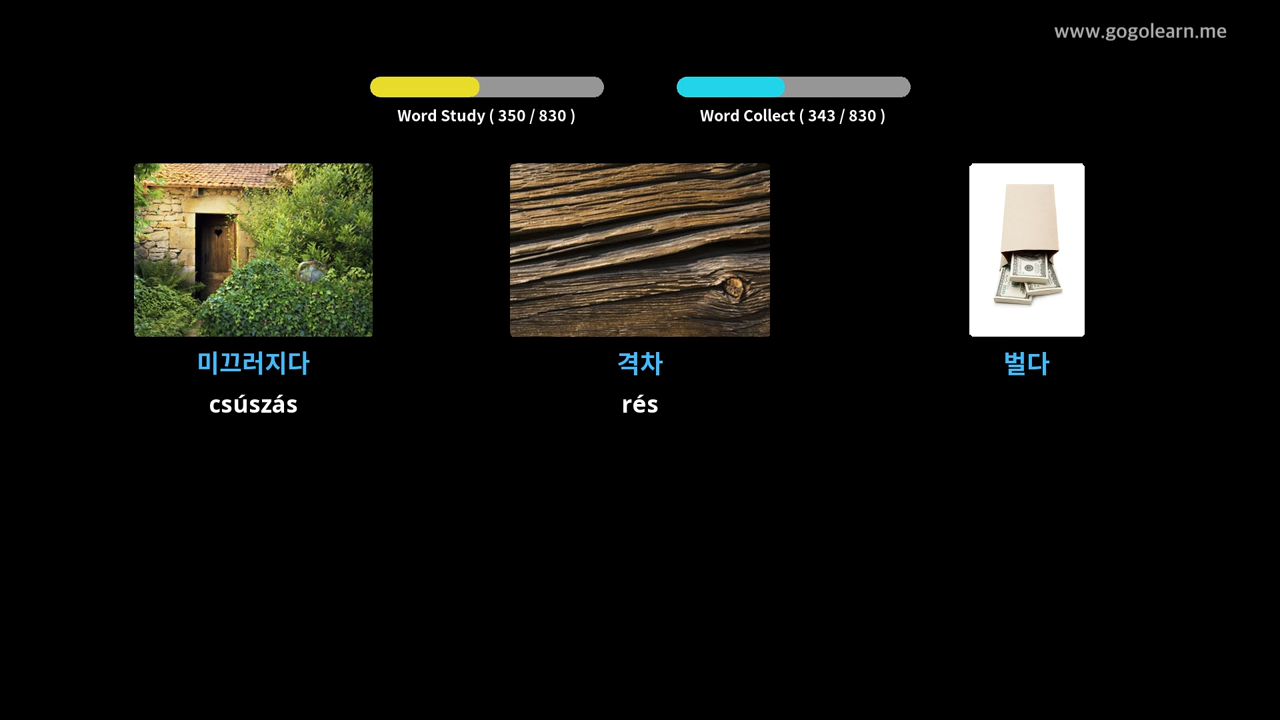 www.gogolearn.me
Word Study ( 350 / 830 )
Word Collect ( 343 / 830 )
미끄러지다
격차
벌다
csúszás
rés